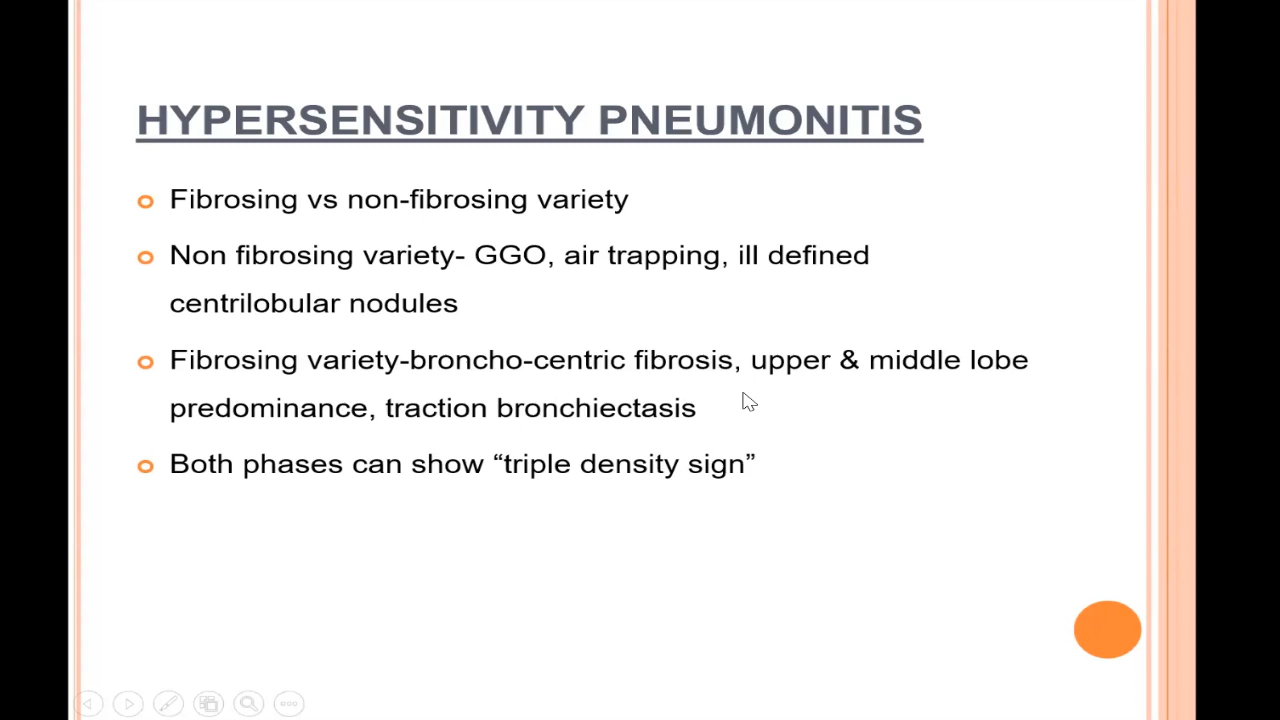 HYPERSENSITIVITY PNEUMONITIS
Fibrosing vs non-fibrosing variety
Non fibrosing variety- GGO, air trapping, ill defined
centrilobular nodules
Fibrosing variety-broncho-centric fibrosis, upper & middle lobe
predominance, traction bronchiectasis
Both phases can show “triple density sign”